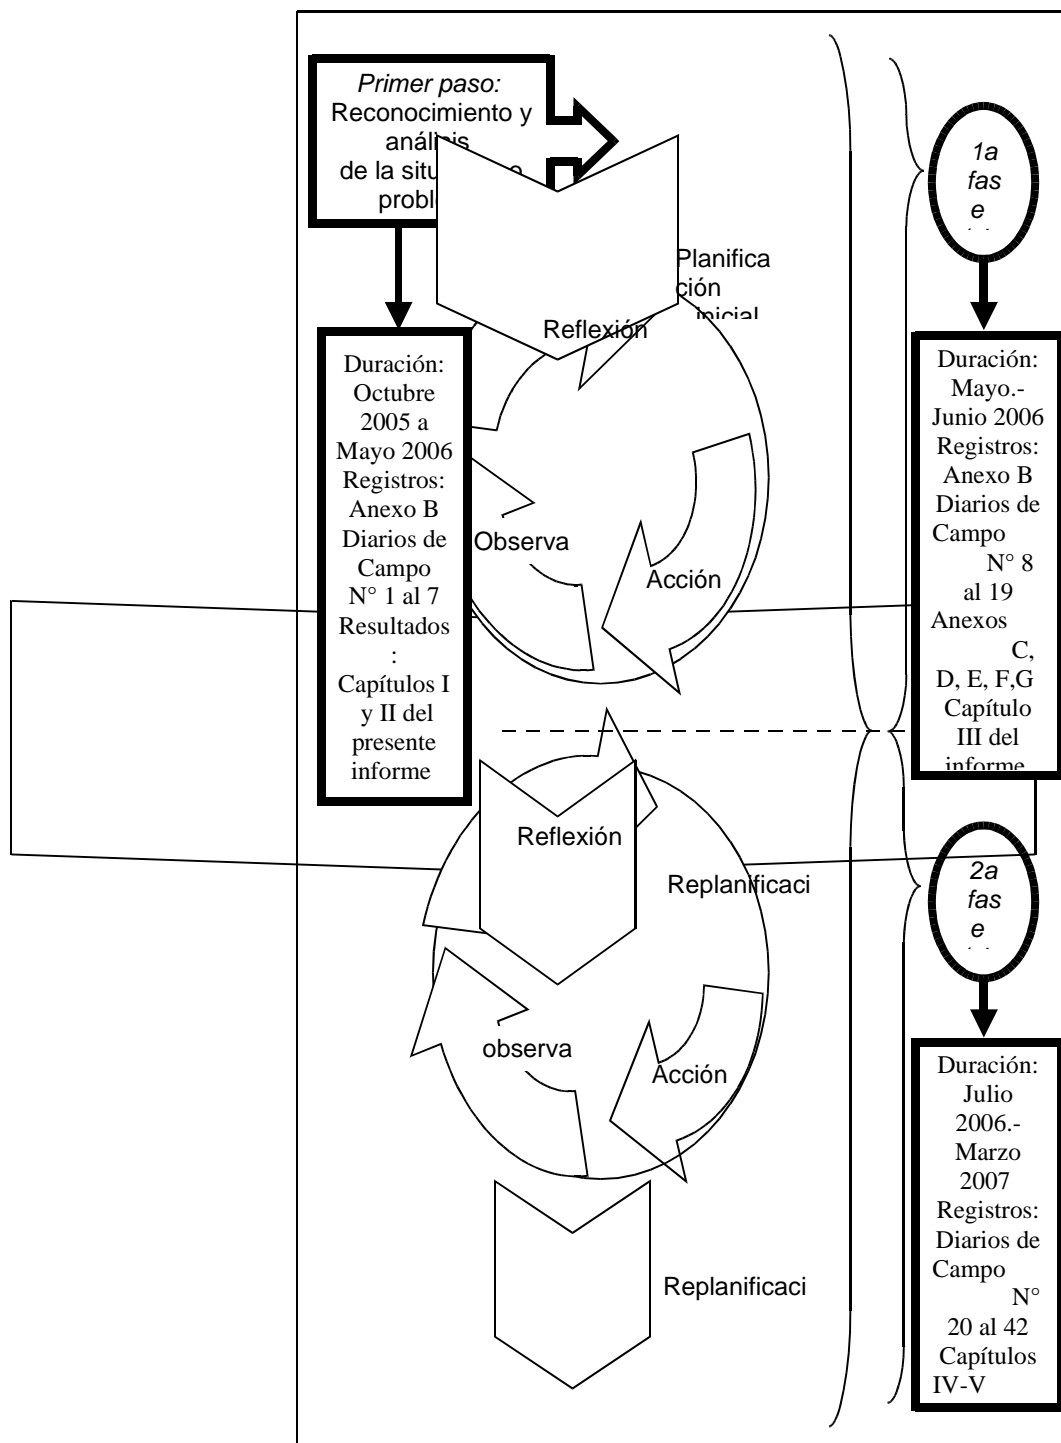 Primer paso:
Reconocimiento y
análisis
de la situ
probl
Reflexión
Planifica
ción
inicial
Observa
Acción
Duración:
Octubre
2005 a
Mayo 2006
Registros:
Anexo B
Diarios de
Campo
N° 1 al 7
Resultados
:
Capítulos I
y II del
presente
informe
1a
fas
e
Duración:
Mayo.-
Junio 2006
Registros:
Anexo B
Diarios de
Campo
N° 8
al 19
Anexos
C,
D, E, F,G
Capítulo
III del
informe
Reflexión
Replanificaci
observa
Acción
Replanificaci
2a
fas
e
Duración:
Julio
2006.-
Marzo
2007
Registros:
Diarios de
Campo
N°
20 al 42
Capítulos
IV-V